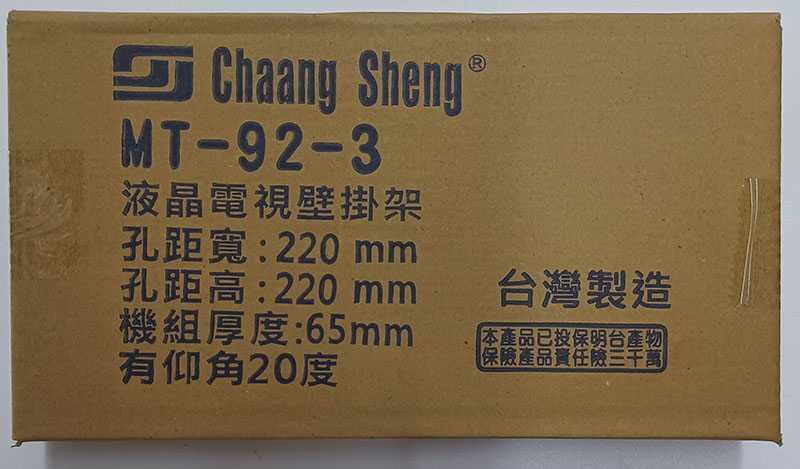 Chaang Sheng®
MT-92-3
液晶電視壁掛架
孔距寬:220 mm
孔距高:220 mm
機組厚度:65mm
有仰角20度
台灣製造
本產品已投保明台產物
保險產品責任險三千萬